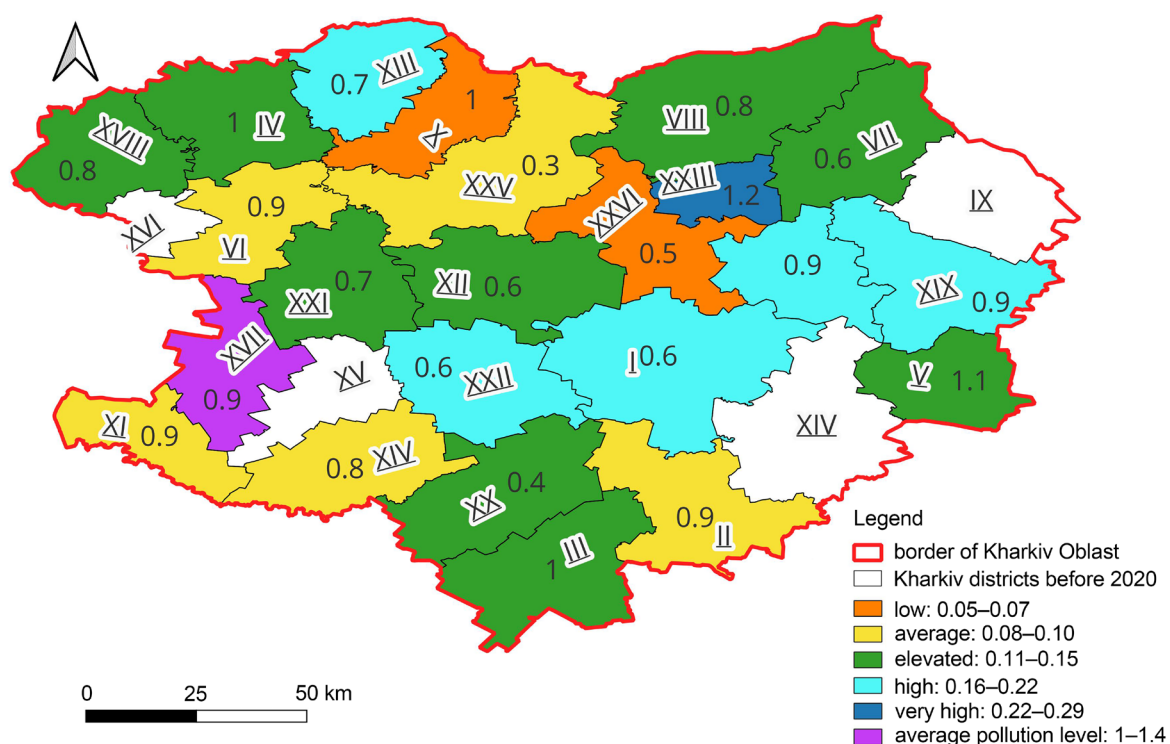 0.7 XIII
1
X
1 IV
XVIII
0.8
VIII 0.8
0.6 VII
0.3
XXV
XXIII 1.2
IX
XVI
0.9
VI
XXVI
0.5
0.7
XXI
XII 0.6
0.9
XIX
0.9
XVII
0.9
XV
0.6 XXII
I 0.6
V 1.1
XI 0.9
0.8 XIV
XIV
XX 0.4
0.9 II
1 III
Legend
border of Kharkiv Oblast
Kharkiv districts before 2020
low: 0.05–0.07
average: 0.08–0.10
elevated: 0.11–0.15
high: 0.16–0.22
very high: 0.22–0.29
average pollution level: 1–1.4
0 25 50 km